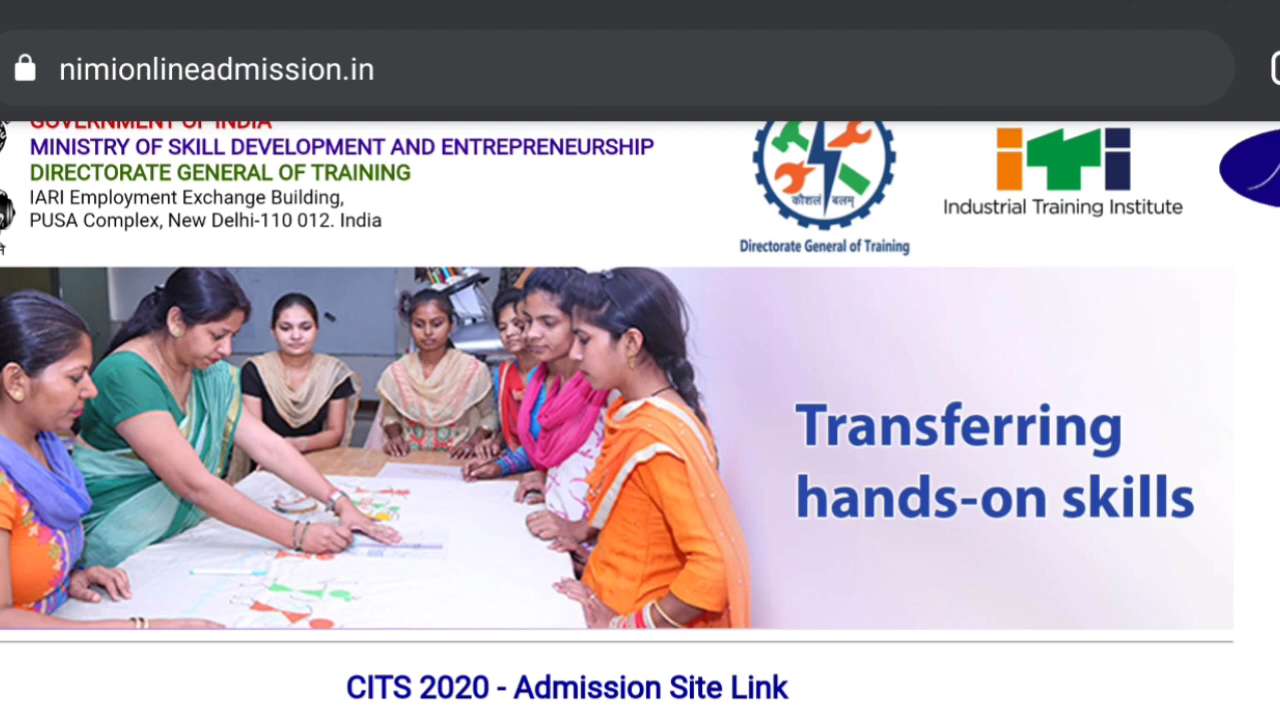 nimionlineadmission.in
GOVERNMENT OF INDIA
MINISTRY OF SKILL DEVELOPMENT AND ENTREPRENEURSHIP
DIRECTORATE GENERAL OF TRAINING
IARI Employment Exchange Building,
PUSA Complex, New Delhi-110 012. India
कौशलं बलम्
Directorate General of Training
Industrial Training Institute
Transferring
hands-on skills
CITS 2020 - Admission Site Link